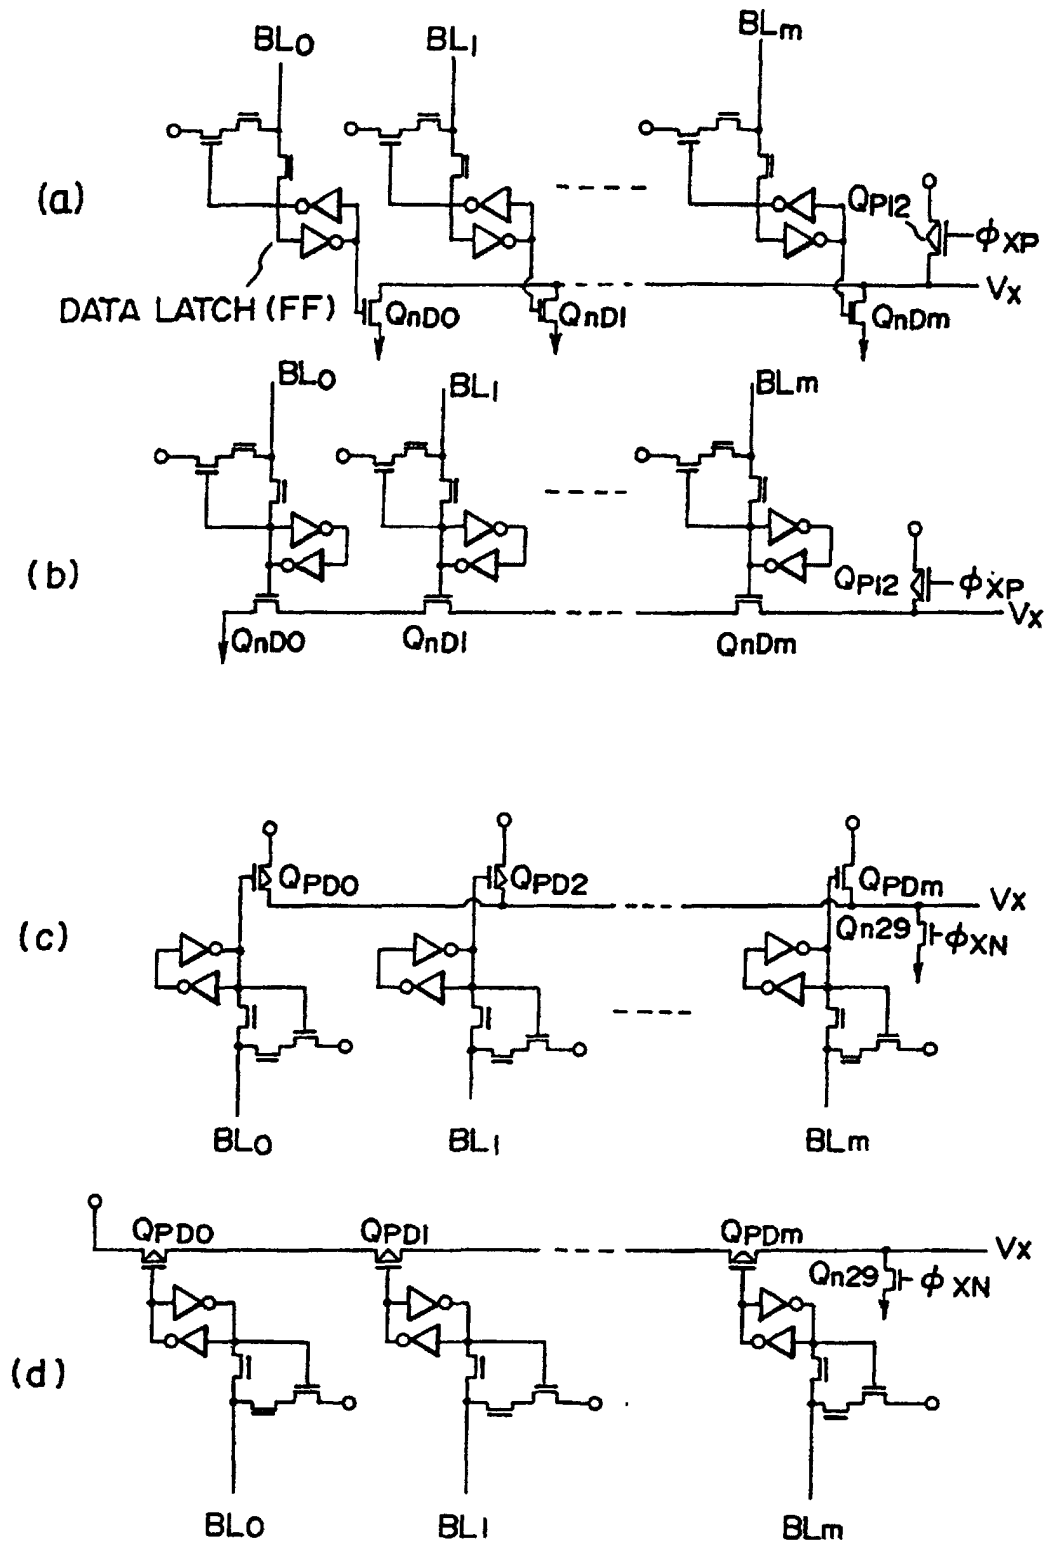 BL0 BL1 BLm
(a)
QP12
φXP
DATA LATCH (FF)
QnD0 QnD1 QnDm
Vx
BL0 BL1 BLm
(b)
QP12
φXP
Vx
QnD0 QnD1 QnDm
QPD0 QPD2 QPDm
Vx
(c)
Qn29
φXN
BL0 BL1 BLm
QPD0 QPD1 QPDm
Vx
Qn29
φXN
(d)
BL0 BL1 BLm